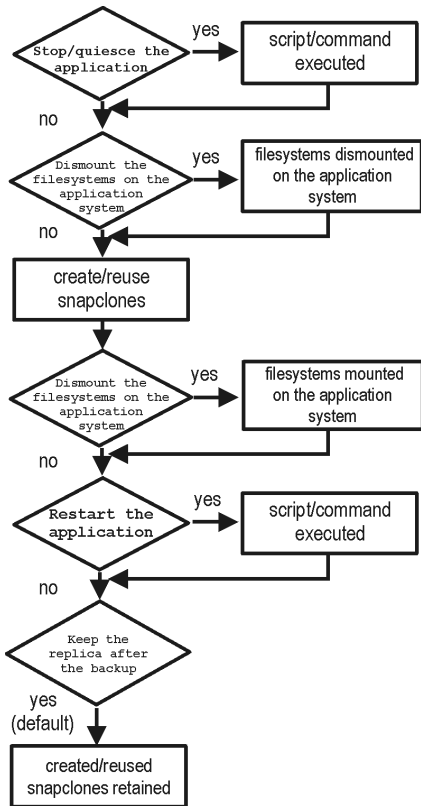 Stop/quiesce the
application
yes
script/command
executed
no
Dismount the
filesystems on the
application
system
yes
filesystems dismounted
on the application
system
no
create/reuse
snapclones
Dismount the
filesystems on the
application
system
yes
filesystems mounted
on the application
system
no
Restart the
application
yes
script/command
executed
no
Keep the
replica after
the backup
yes
(default)
created/reused
snapclones retained